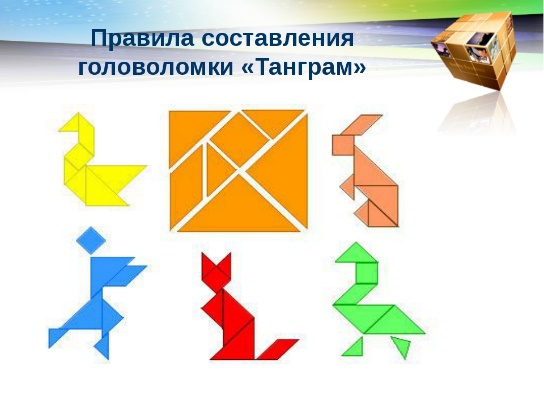 Правила составления
головоломки «Танграм»